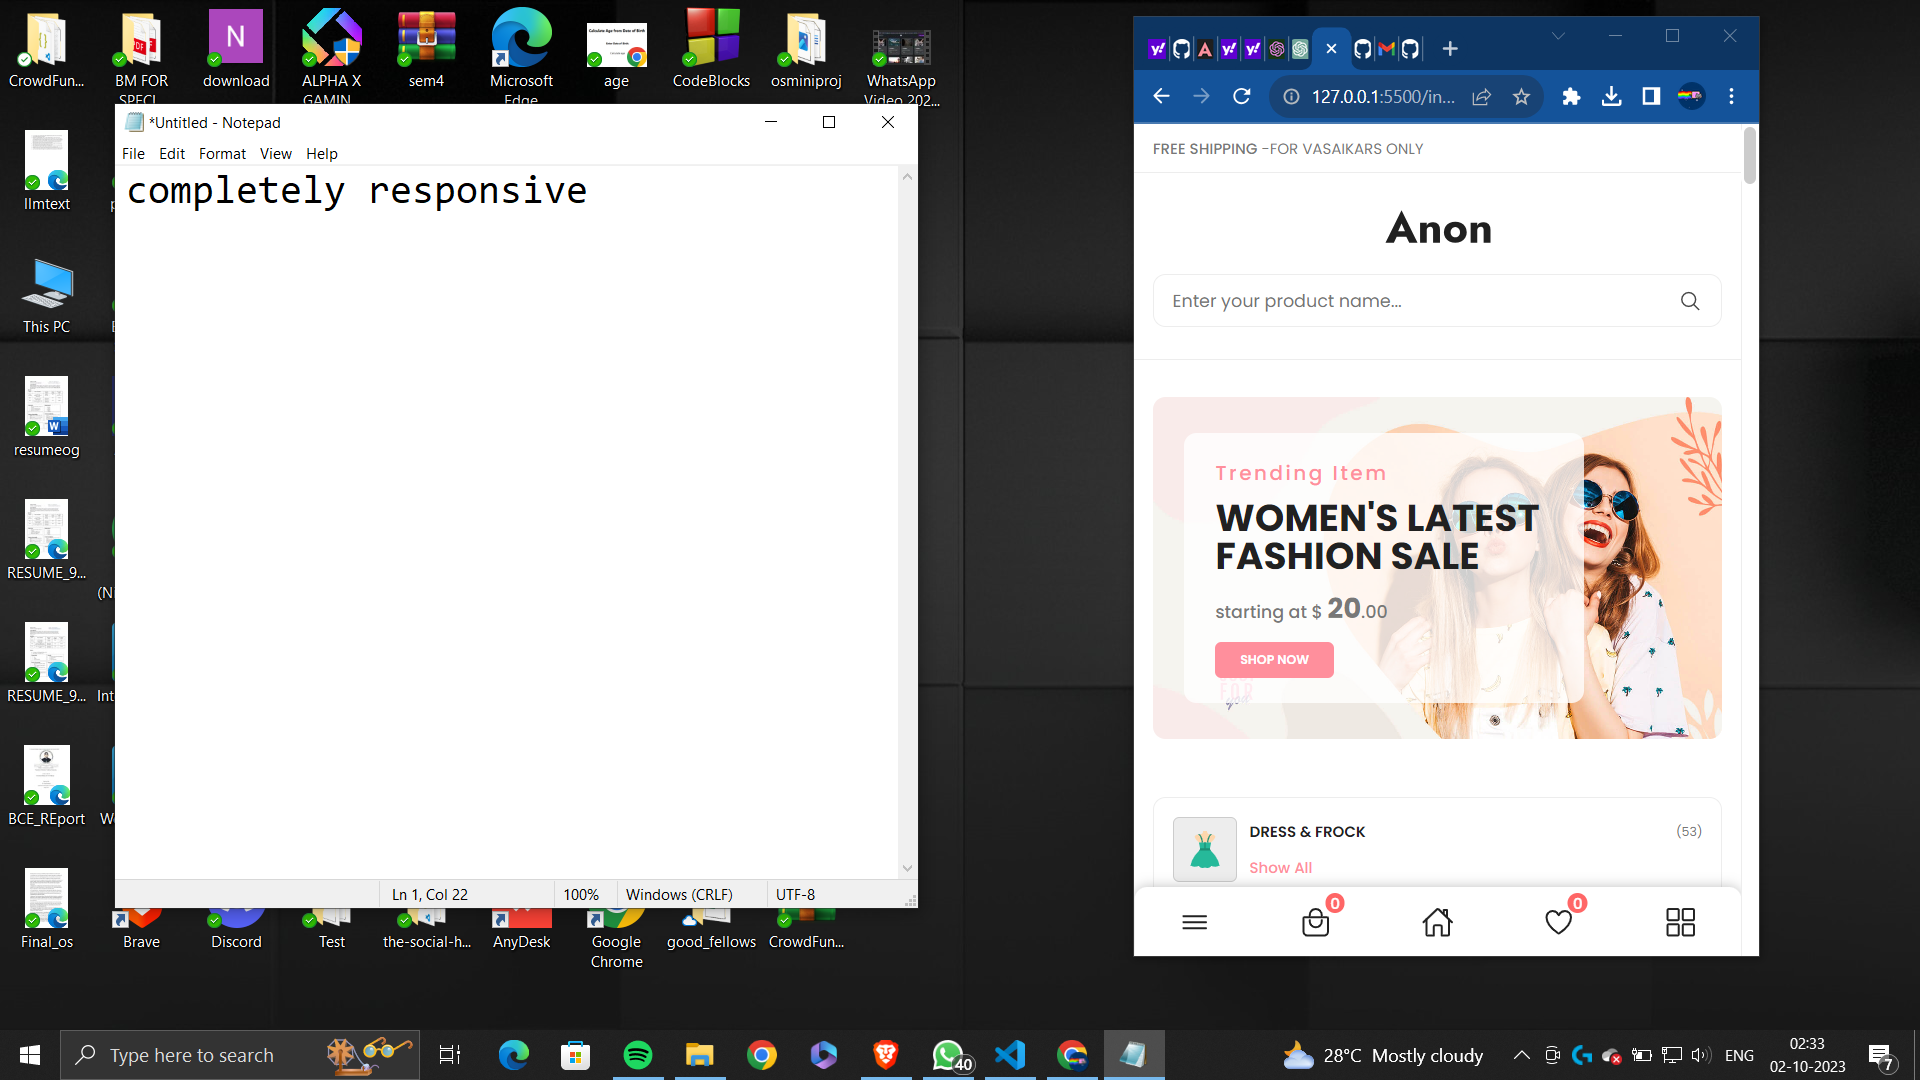 CrowdFun...
BM FOR
SPECI...
download
ALPHA X
GAMIN...
sem4
Microsoft
Edge
age
CodeBlocks
osminiproj
WhatsApp
Video 202...
*Untitled - Notepad
File Edit Format View Help
completely responsive
Ln 1, Col 22
100%
Windows (CRLF)
UTF-8
llmtext
This PC
resumeog
RESUME_9...
RESUME_9...
BCE_REport
Final_os
Brave
Discord
Test
the-social-h...
AnyDesk
Google
Chrome
good_fellows
CrowdFun...
127.0.0.1:5500/in...
FREE SHIPPING -FOR VASAIKARS ONLY
Anon
Enter your product name...
Trending Item
WOMEN'S LATEST
FASHION SALE
starting at $ 20.00
SHOP NOW
DRESS & FROCK
(53)
Show All
0
0
Type here to search
40
28°C Mostly cloudy
ENG
02:33
02-10-2023
7